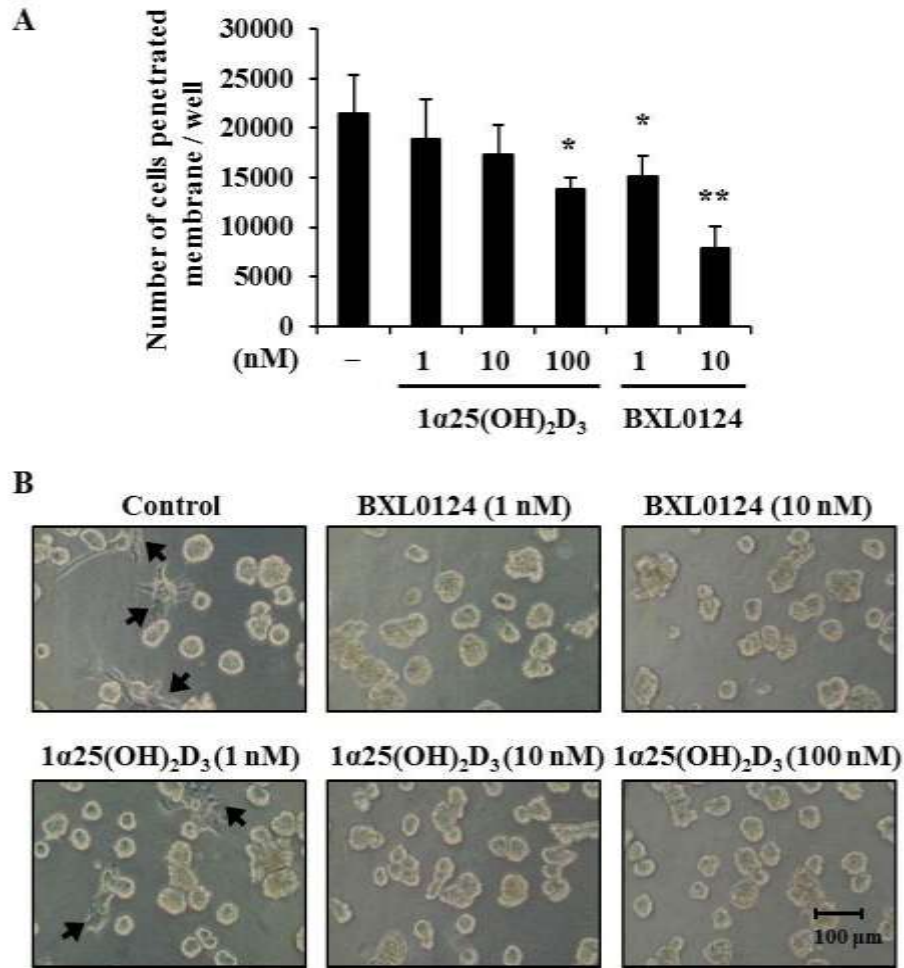 A
Number of cells penetrated
membrane / well
30000
25000
20000
15000
10000
5000
0
*
*
**
(nM)
– 1 10 100 1 10
1α25(OH)₂D₃ BXL0124
B
Control BXL0124 (1 nM) BXL0124 (10 nM)
1α25(OH)₂D₃ (1 nM) 1α25(OH)₂D₃ (10 nM) 1α25(OH)₂D₃ (100 nM)
100 μm